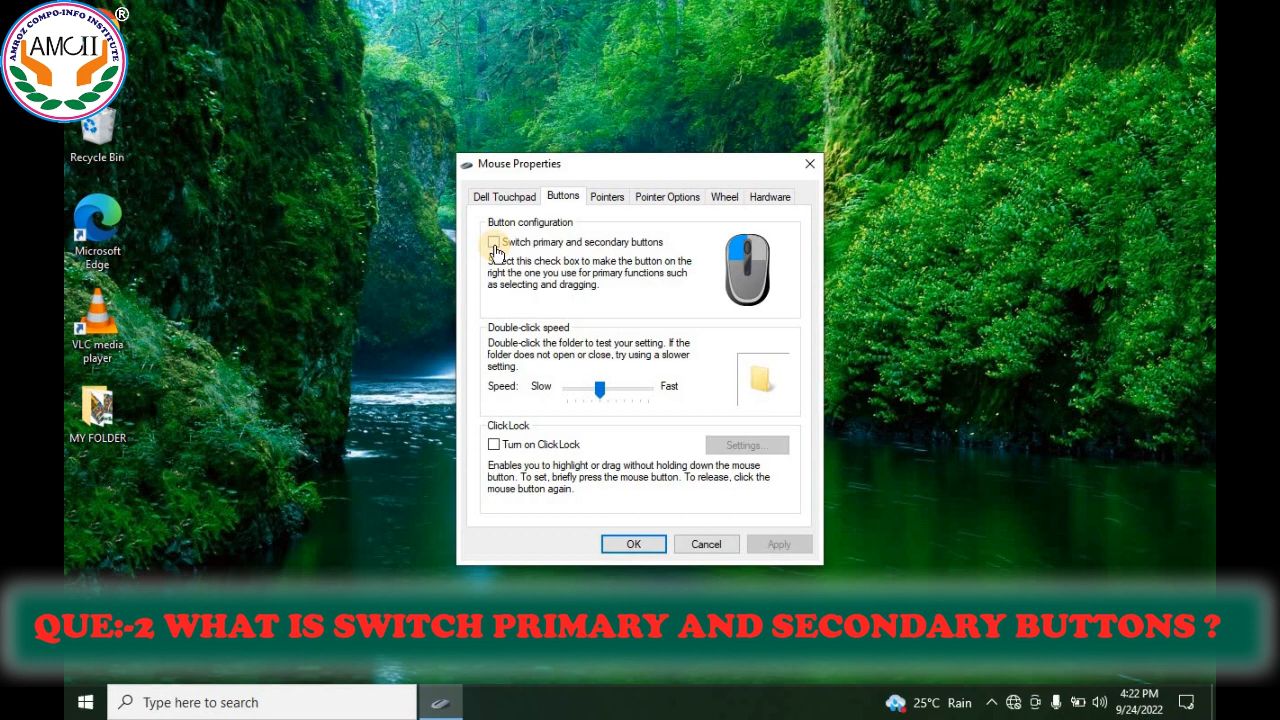 AMROZ COMPO-INFO INSTITUTE
AMCII
®
Recycle Bin
Microsoft
Edge
VLC media
player
MY FOLDER
Mouse Properties
Dell Touchpad Buttons Pointers Pointer Options Wheel Hardware
Button configuration
Switch primary and secondary buttons
Select this check box to make the button on the
right the one you use for primary functions such
as selecting and dragging.
Double-click speed
Double-click the folder to test your setting. If the
folder does not open or close, try using a slower
setting.
Speed: Slow Fast
ClickLock
Turn on ClickLock
Settings...
Enables you to highlight or drag without holding down the mouse
button. To set, briefly press the mouse button. To release, click the
mouse button again.
OK Cancel Apply
QUE:-2 WHAT IS SWITCH PRIMARY AND SECONDARY BUTTONS ?
Type here to search
25°C Rain
4:22 PM
9/24/2022